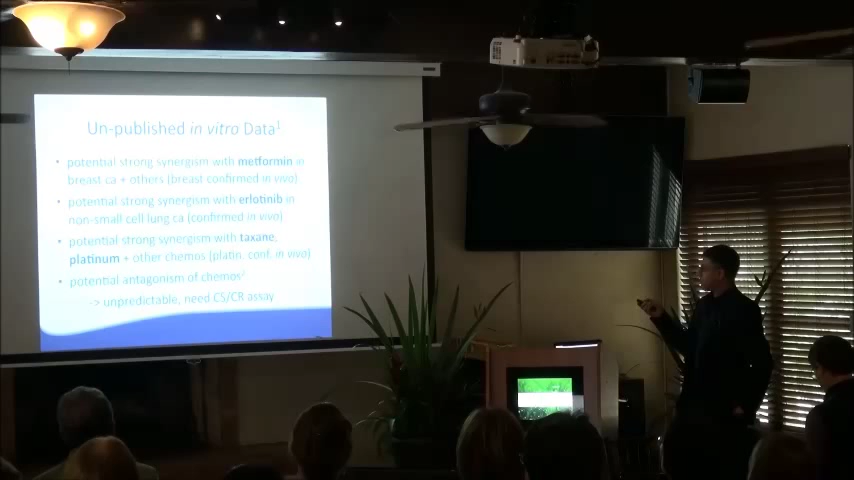 Un-published in vitro Data1
• potential strong synergism with metformin in
breast ca + others (breast confirmed in vivo)
• potential strong synergism with erlotinib in
non-small cell lung ca (confirmed in vivo)
• potential strong synergism with taxane,
platinum + other chemos (platin. conf. in vivo)
• potential antagonism of chemos2
-> unpredictable, need CS/CR assay